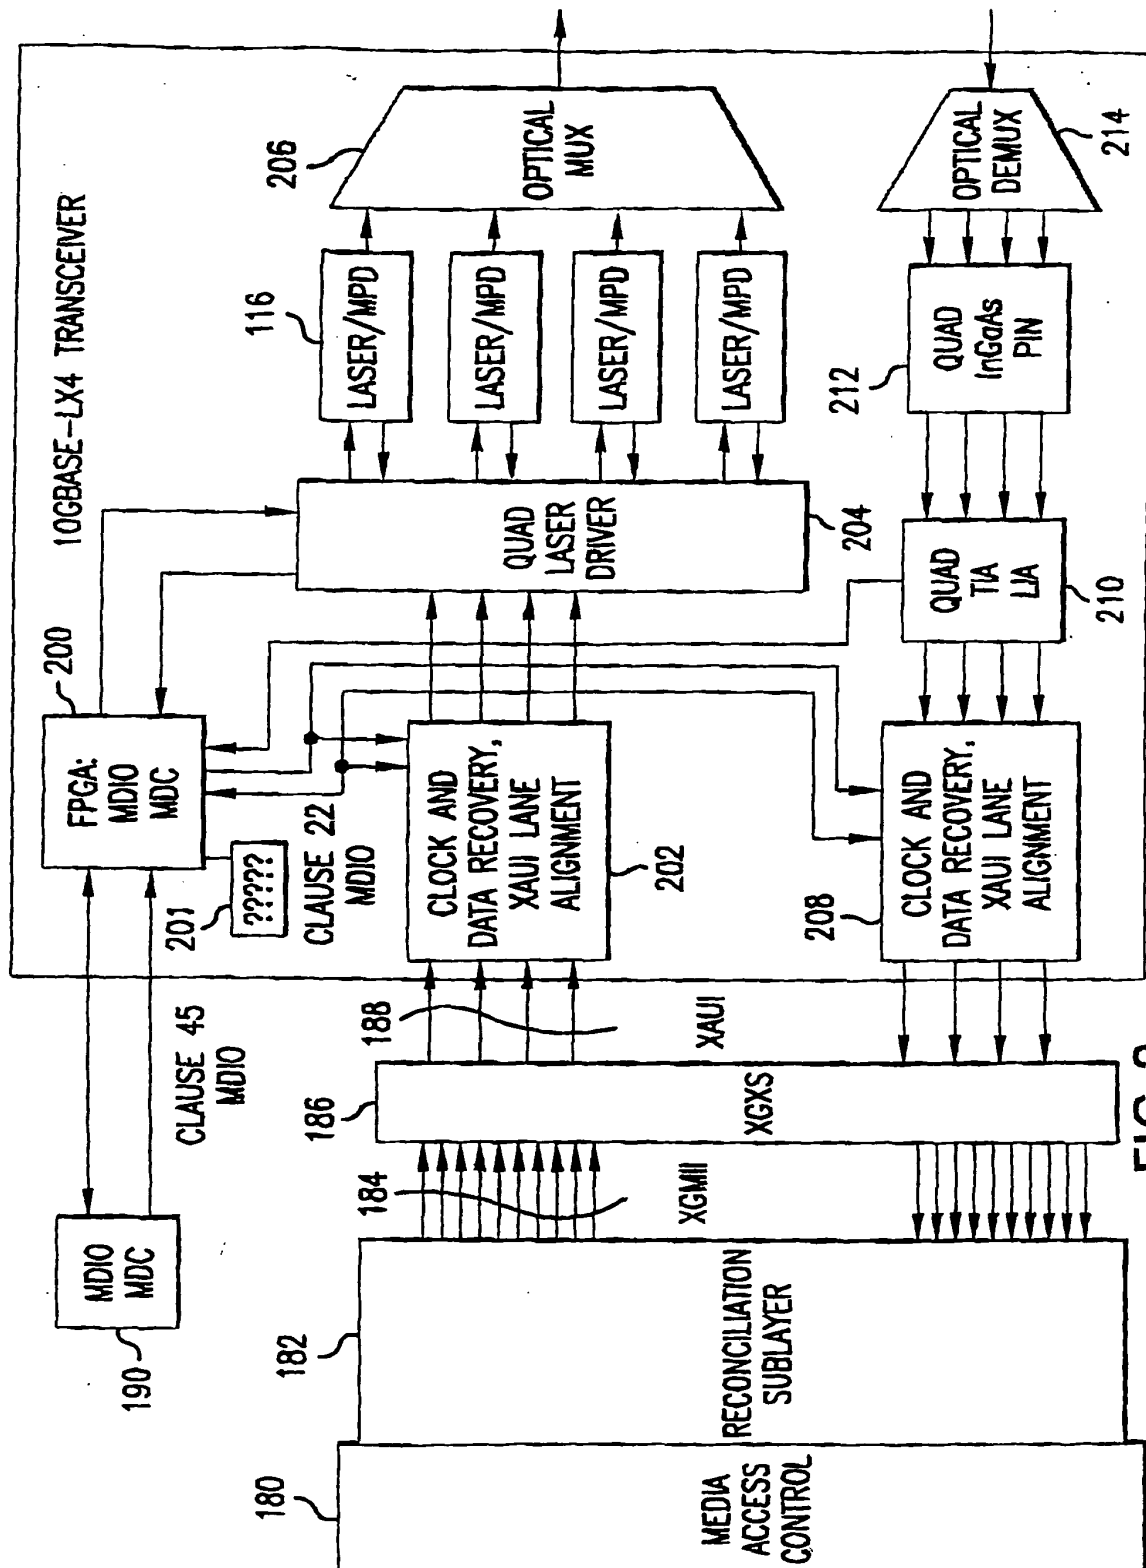 10GBASE-LX4 TRANSCEIVER
190
MDIO
MDC
CLAUSE 45
MDIO
200
FPGA:
MDIO
MDC
201
?????
CLAUSE 22
MDIO
180
MEDIA
ACCESS
CONTROL
182
RECONCILIATION
SUBLAYER
184
XGMII
186
XGXS
188
XAUI
CLOCK AND
DATA RECOVERY,
XAUI LANE
ALIGNMENT
202
QUAD
LASER
DRIVER
204
116
LASER/MPD
LASER/MPD
LASER/MPD
LASER/MPD
206
OPTICAL
MUX
208
CLOCK AND
DATA RECOVERY,
XAUI LANE
ALIGNMENT
QUAD
TIA
LIA
210
212
QUAD
InGaAs
PIN
OPTICAL
DEMUX
214